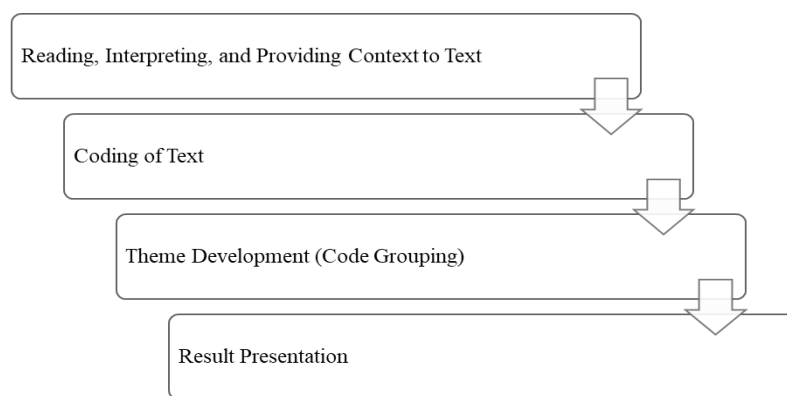 Reading, Interpreting, and Providing Context to Text
Coding of Text
Theme Development (Code Grouping)
Result Presentation